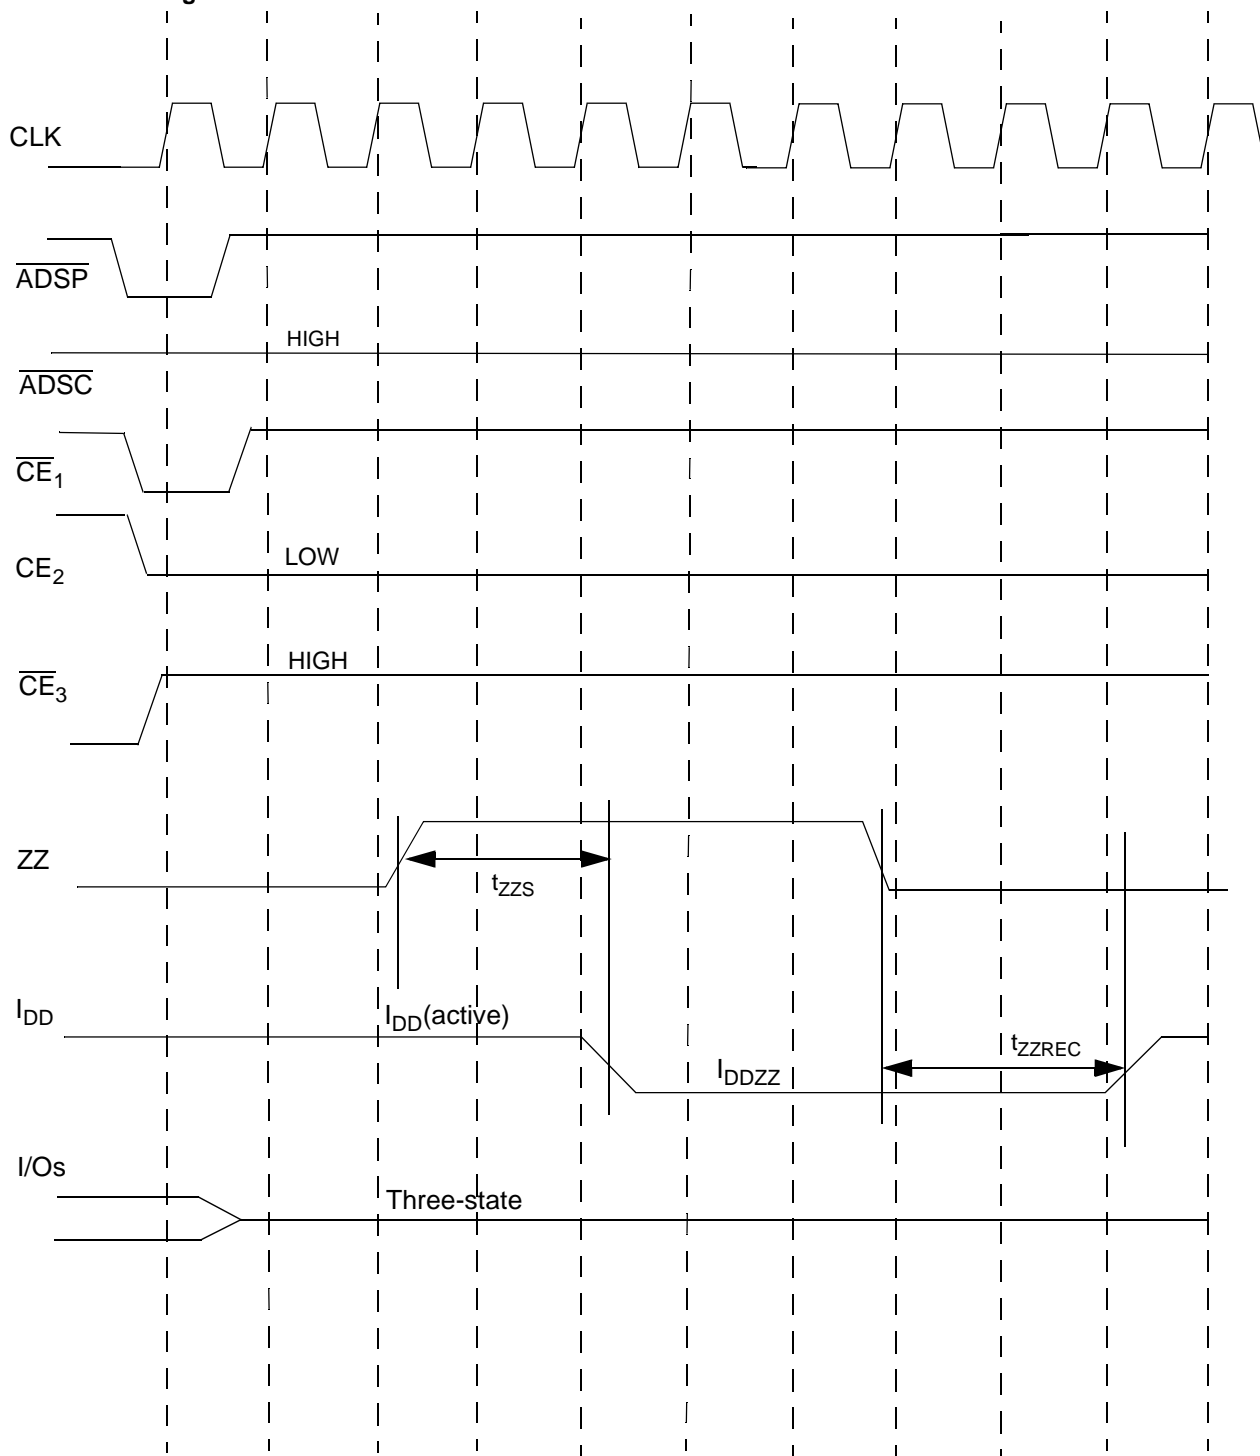 CLK
ADSP
HIGH
ADSC
CE1
LOW
CE2
HIGH
CE3
ZZ
tZZS
IDD
IDD(active)
tZZREC
IDDZZ
I/Os
Three-state